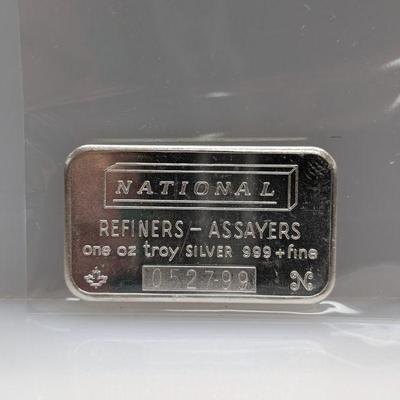 NATIONAL
REFINERS - ASSAYERS
one oz troy/SILVER 999+fine
052799 N